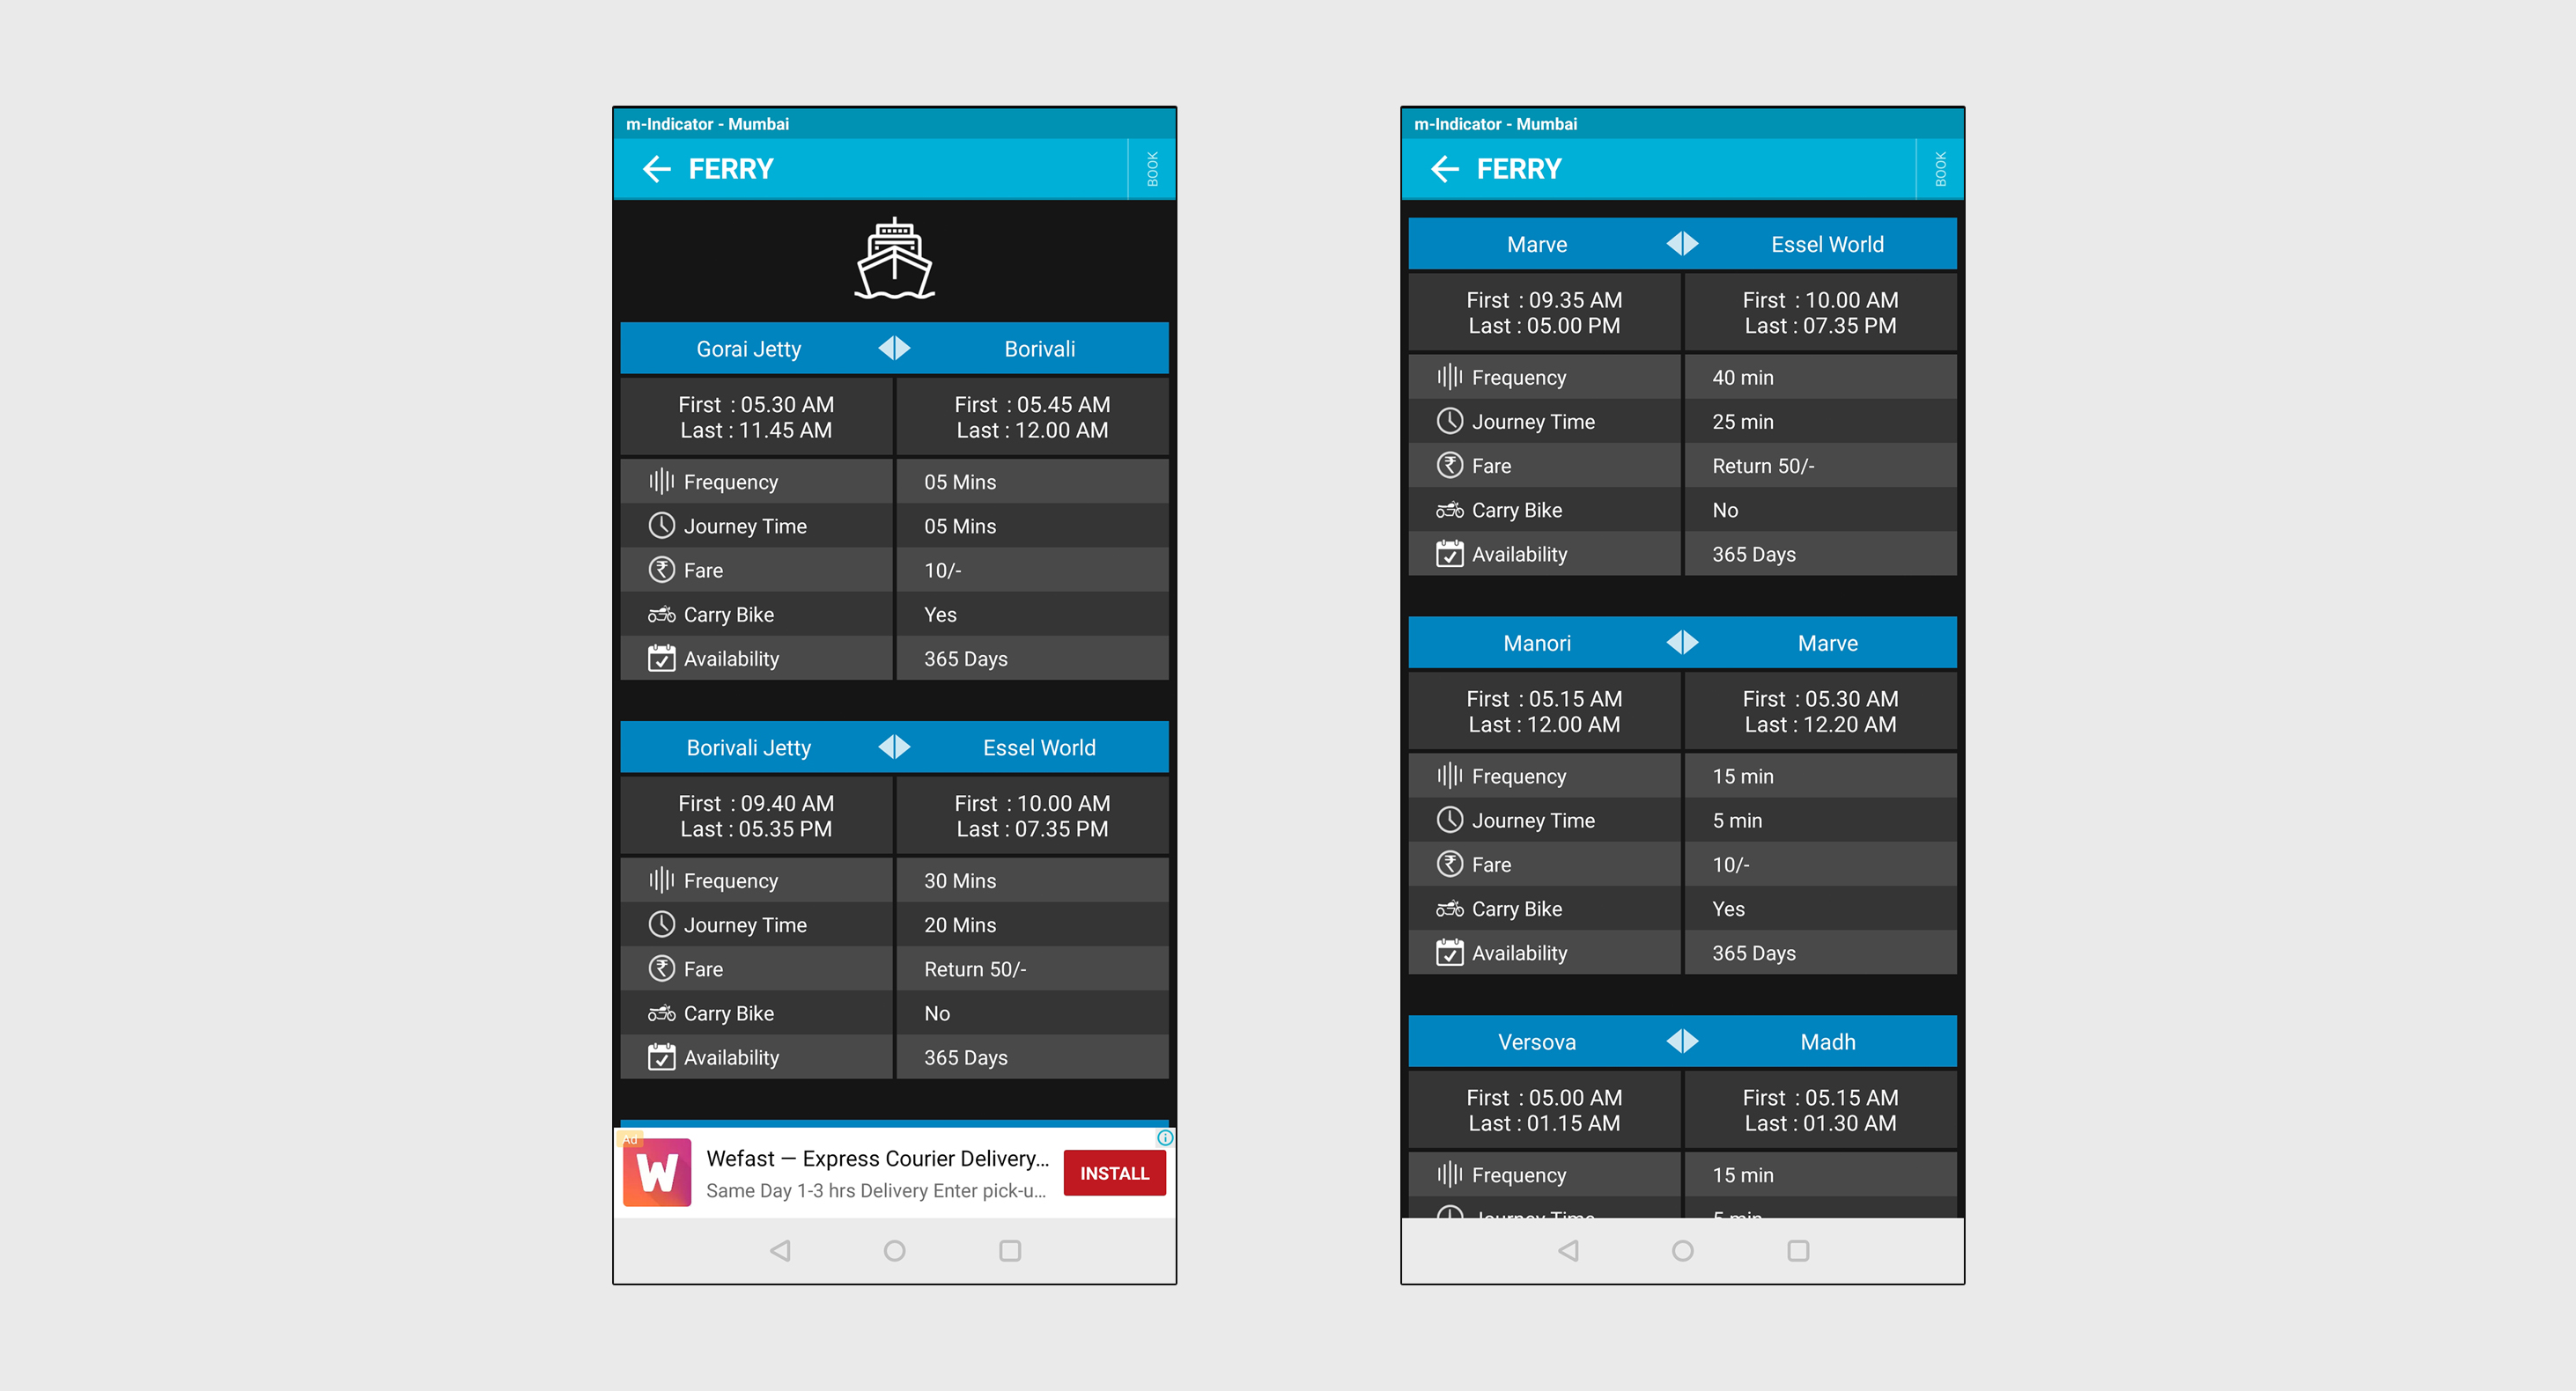 m-Indicator - Mumbai
FERRY
BOOK
Gorai Jetty Borivali
First : 05.30 AM First : 05.45 AM
Last : 11.45 AM Last : 12.00 AM
Frequency 05 Mins
Journey Time 05 Mins
Fare 10/-
Carry Bike Yes
Availability 365 Days
Borivali Jetty Essel World
First : 09.40 AM First : 10.00 AM
Last : 05.35 PM Last : 07.35 PM
Frequency 30 Mins
Journey Time 20 Mins
Fare Return 50/-
Carry Bike No
Availability 365 Days
Ad
W
Wefast — Express Courier Delivery...
Same Day 1-3 hrs Delivery Enter pick-u...
INSTALL
m-Indicator - Mumbai
FERRY
BOOK
Marve Essel World
First : 09.35 AM First : 10.00 AM
Last : 05.00 PM Last : 07.35 PM
Frequency 40 min
Journey Time 25 min
Fare Return 50/-
Carry Bike No
Availability 365 Days
Manori Marve
First : 05.15 AM First : 05.30 AM
Last : 12.00 AM Last : 12.20 AM
Frequency 15 min
Journey Time 5 min
Fare 10/-
Carry Bike Yes
Availability 365 Days
Versova Madh
First : 05.00 AM First : 05.15 AM
Last : 01.15 AM Last : 01.30 AM
Frequency 15 min
Journey Time 5 min